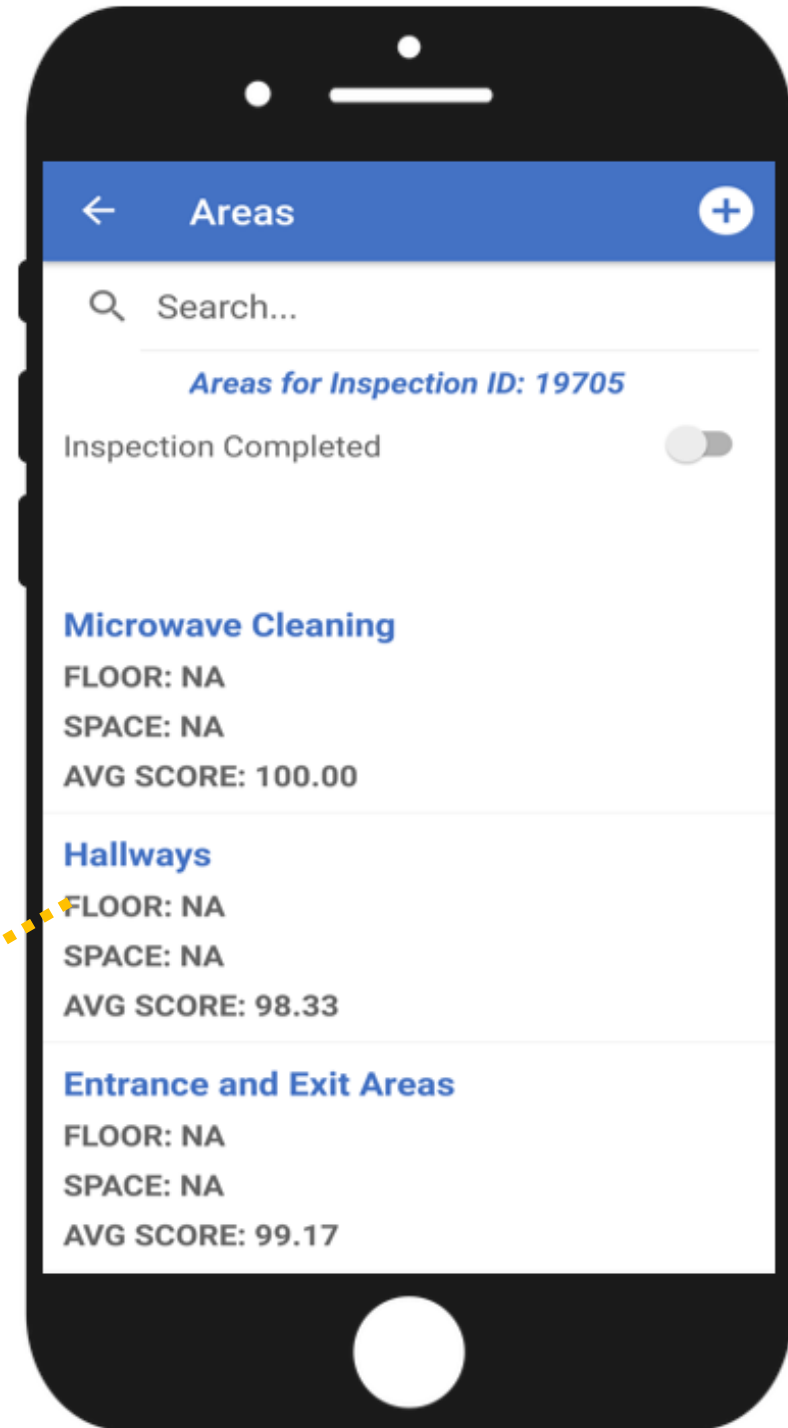 Areas
Search...
Areas for Inspection ID: 19705
Inspection Completed
Microwave Cleaning
FLOOR: NA
SPACE: NA
AVG SCORE: 100.00
Hallways
FLOOR: NA
SPACE: NA
AVG SCORE: 98.33
Entrance and Exit Areas
FLOOR: NA
SPACE: NA
AVG SCORE: 99.17